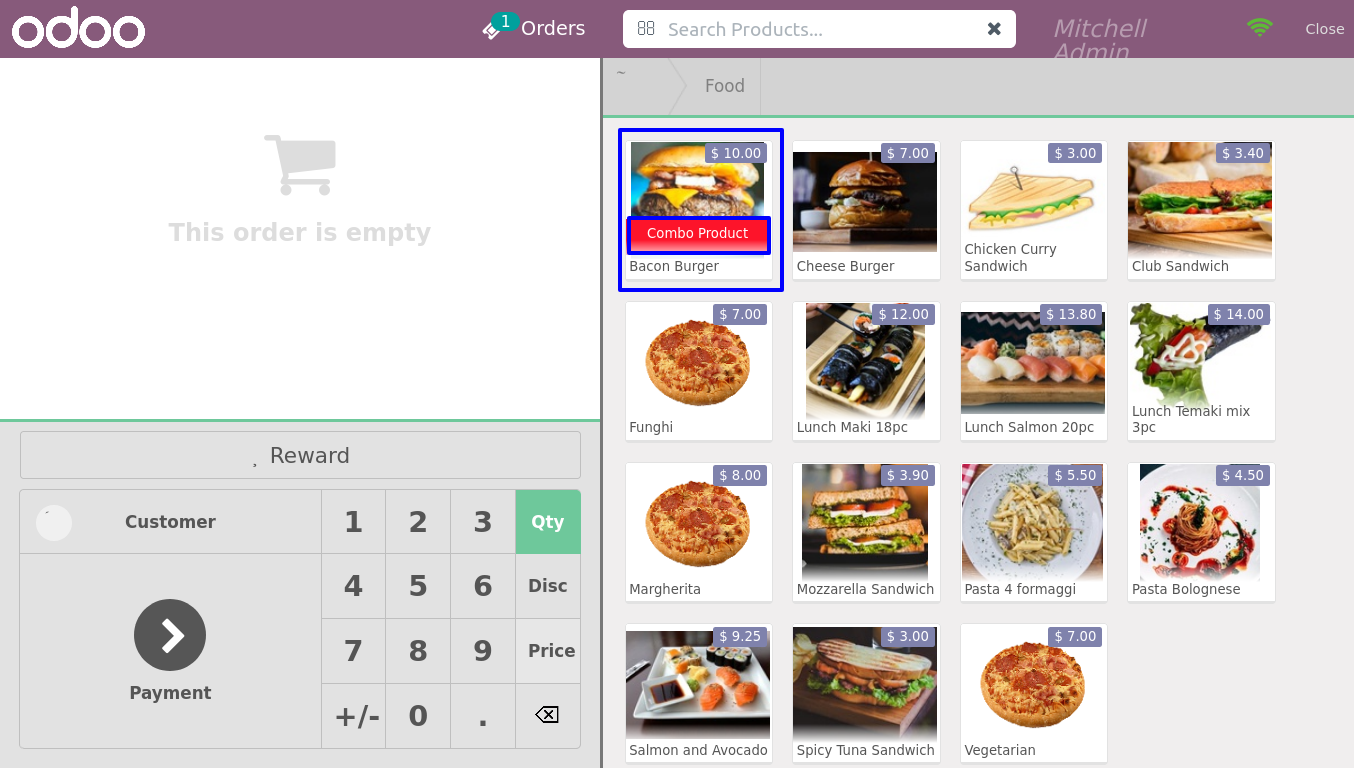 odoo
1
Orders
Search Products...
Mitchell
Admin
Close
~
Food
This order is empty
$ 10.00
Combo Product
Bacon Burger
$ 7.00
Cheese Burger
$ 3.00
Chicken Curry
Sandwich
$ 3.40
Club Sandwich
$ 7.00
Funghi
$ 12.00
Lunch Maki 18pc
$ 13.80
Lunch Salmon 20pc
$ 14.00
Lunch Temaki mix
3pc
$ 8.00
Margherita
$ 3.90
Mozzarella Sandwich
$ 5.50
Pasta 4 formaggi
$ 4.50
Pasta Bolognese
$ 9.25
Salmon and Avocado
$ 3.00
Spicy Tuna Sandwich
$ 7.00
Vegetarian
Reward
Customer
1 2 3 Qty
4 5 6 Disc
7 8 9 Price
+/- 0 .
Payment